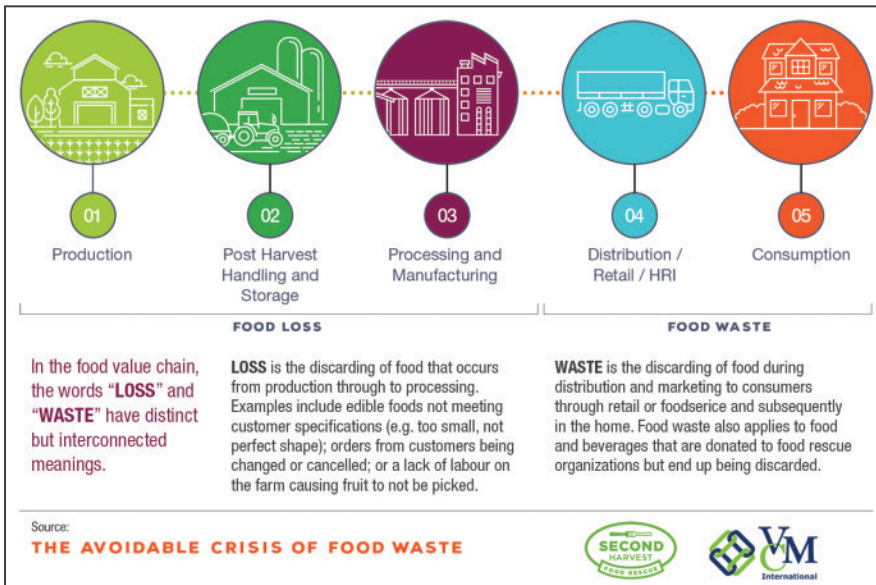 01
02
03
04
05
Production
Post Harvest
Handling and
Storage
Processing and
Manufacturing
Distribution /
Retail / HRI
Consumption
FOOD LOSS
FOOD WASTE
In the food value chain,
the words “LOSS” and
“WASTE” have distinct
but interconnected
meanings.
LOSS is the discarding of food that occurs
from production through to processing.
Examples include edible foods not meeting
customer specifications (e.g. too small, not
perfect shape); orders from customers being
changed or cancelled; or a lack of labour on
the farm causing fruit to not be picked.
WASTE is the discarding of food during
distribution and marketing to consumers
through retail or foodserice and subsequently
in the home. Food waste also applies to food
and beverages that are donated to food rescue
organizations but end up being discarded.
Source:
THE AVOIDABLE CRISIS OF FOOD WASTE
SECOND
HARVEST
FOOD RESCUE
VCM
International